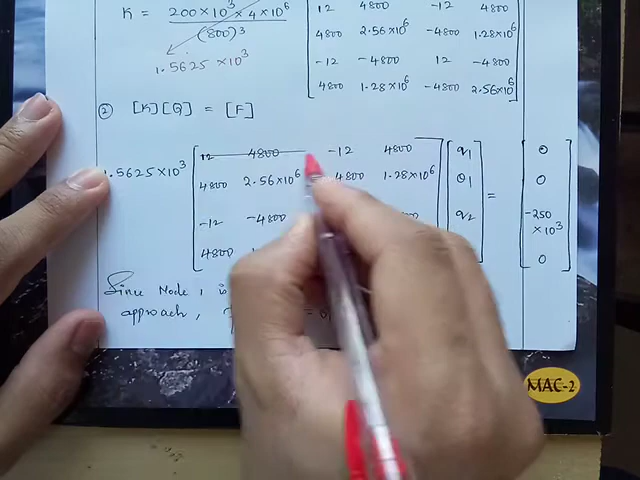 K = 200×10³ × 4×10⁶ / (800)³
1.5625 ×10³
12 4800 -12 4800
4800 2.56×10⁶ -4800 1.28×10⁶
-12 -4800 12 -4800
4800 1.28×10⁶ -4800 2.56×10⁶
② [K][Q] = [F]
1.5625×10³
12 4800 -12 4800 q₁ 0
4800 2.56×10⁶ 4800 1.28×10⁶ θ₁ = 0
-12 -4800 q₂ -250 ×10³
4800 0
Since Node 1 is
approach, = 0,
MAC-2